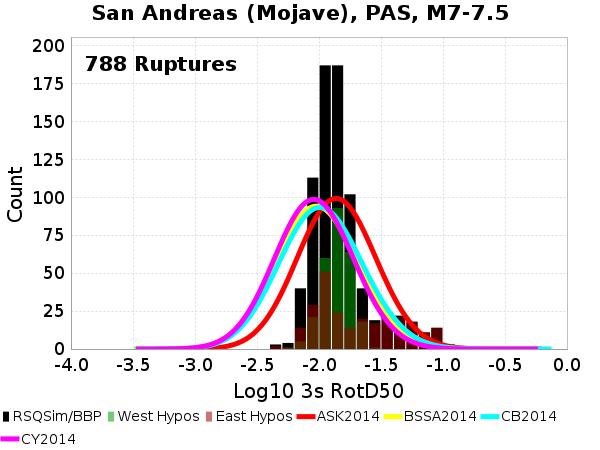 San Andreas (Mojave), PAS, M7-7.5
788 Ruptures
Count
200
175
150
125
100
75
50
25
0
-4.0 -3.5 -3.0 -2.5 -2.0 -1.5 -1.0 -0.5 0.0
Log10 3s RotD50
RSQSim/BBP West Hypos East Hypos ASK2014 BSSA2014 CB2014
CY2014